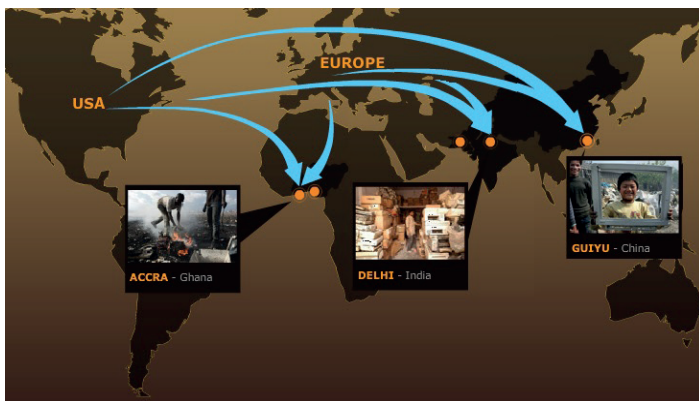 EUROPE
USA
ACCRA - Ghana
DELHI - India
GUIYU - China